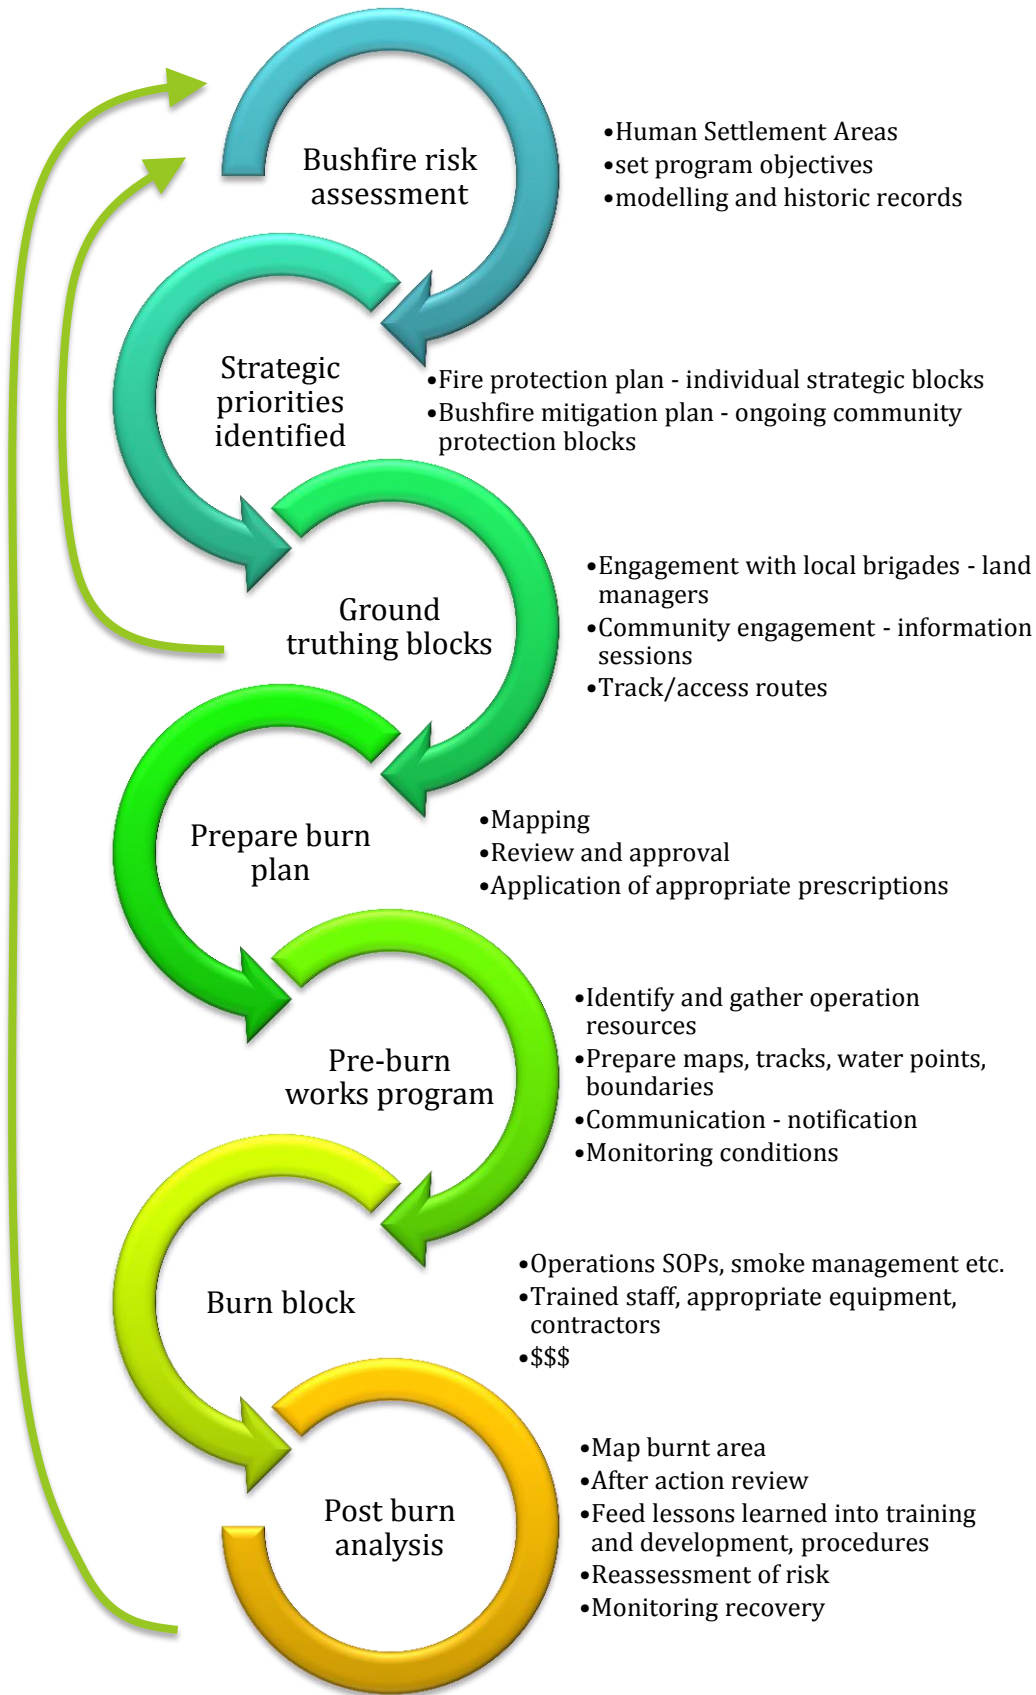 Bushfire risk
assessment
•Human Settlement Areas
•set program objectives
•modelling and historic records
Strategic
priorities
identified
•Fire protection plan - individual strategic blocks
•Bushfire mitigation plan - ongoing community
protection blocks
Ground
truthing blocks
•Engagement with local brigades - land
managers
•Community engagement - information
sessions
•Track/access routes
Prepare burn
plan
•Mapping
•Review and approval
•Application of appropriate prescriptions
Pre-burn
works program
•Identify and gather operation
resources
•Prepare maps, tracks, water points,
boundaries
•Communication - notification
•Monitoring conditions
Burn block
•Operations SOPs, smoke management etc.
•Trained staff, appropriate equipment,
contractors
•$$$
Post burn
analysis
•Map burnt area
•After action review
•Feed lessons learned into training
and development, procedures
•Reassessment of risk
•Monitoring recovery